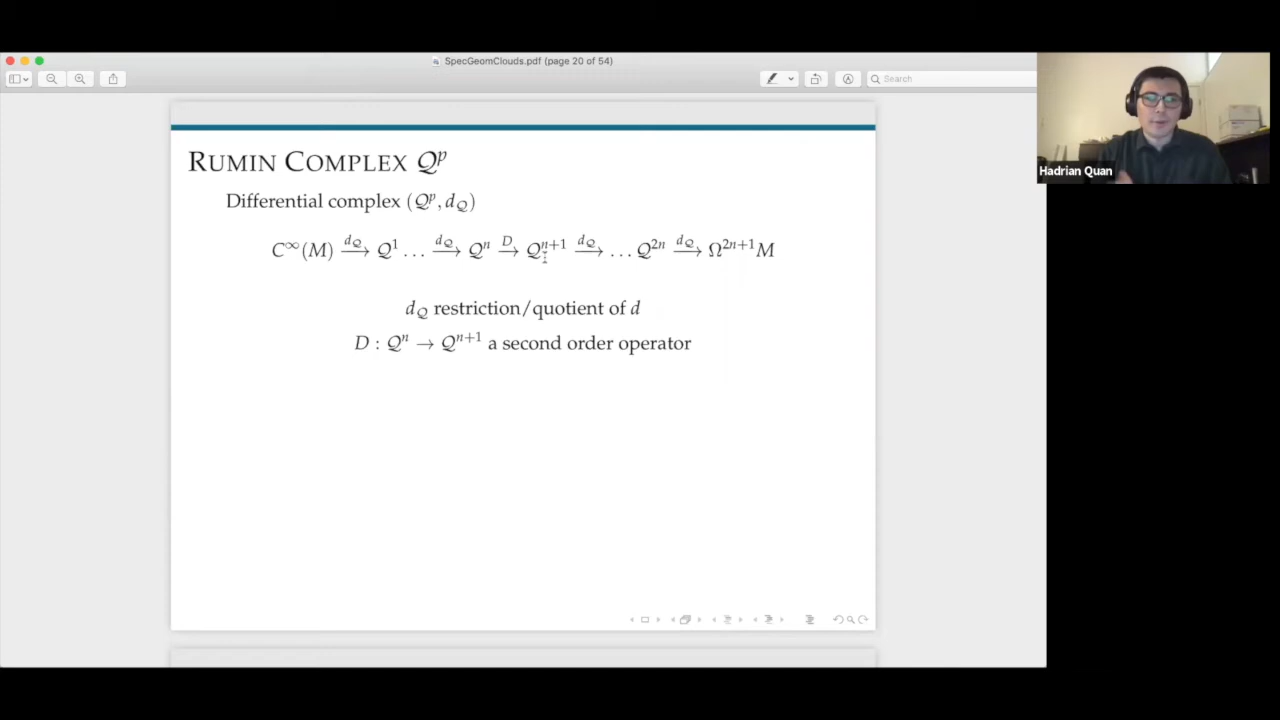 SpecGeomClouds.pdf (page 20 of 54)
Search
Hadrian Quan
RUMIN COMPLEX 𝒬ᵖ
Differential complex (𝒬ᵖ, d_𝒬)
C^∞(M) →^{d_𝒬} 𝒬¹ … →^{d_𝒬} 𝒬ⁿ →^{D} 𝒬ⁿ⁺¹ →^{d_𝒬} … 𝒬²ⁿ →^{d_𝒬} Ω²ⁿ⁺¹M
d_𝒬 restriction/quotient of d
D : 𝒬ⁿ → 𝒬ⁿ⁺¹ a second order operator